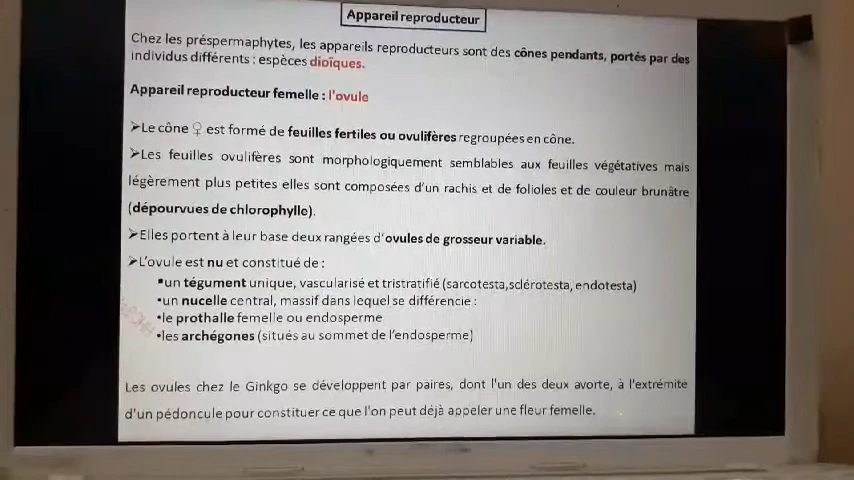 Appareil reproducteur
Chez les préspermaphytes, les appareils reproducteurs sont des cônes pendants, portés par des
individus différents : espèces dioïques.
Appareil reproducteur femelle : l'ovule
➢Le cône ♀ est formé de feuilles fertiles ou ovulifères regroupées en cône.
➢Les feuilles ovulifères sont morphologiquement semblables aux feuilles végétatives mais
légèrement plus petites elles sont composées d'un rachis et de folioles et de couleur brunâtre
(dépourvues de chlorophylle).
➢Elles portent à leur base deux rangées d'ovules de grosseur variable.
➢L'ovule est nu et constitué de :
▪un tégument unique, vascularisé et tristratifié (sarcotesta,sclérotesta, endotesta)
•un nucelle central, massif dans lequel se différencie :
•le prothalle femelle ou endosperme
•les archégones (situés au sommet de l'endosperme)
Les ovules chez le Ginkgo se développent par paires, dont l'un des deux avorte, à l'extrémite
d'un pédoncule pour constituer ce que l'on peut déjà appeler une fleur femelle.